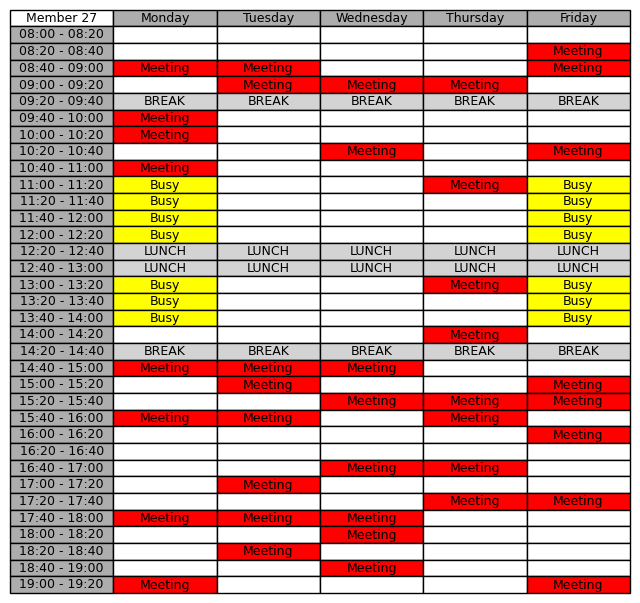 Member 27 Monday Tuesday Wednesday Thursday Friday
08:00 - 08:20
08:20 - 08:40 Meeting
08:40 - 09:00 Meeting Meeting Meeting
09:00 - 09:20 Meeting Meeting Meeting
09:20 - 09:40 BREAK BREAK BREAK BREAK BREAK
09:40 - 10:00 Meeting
10:00 - 10:20 Meeting
10:20 - 10:40 Meeting Meeting
10:40 - 11:00 Meeting
11:00 - 11:20 Busy Meeting Busy
11:20 - 11:40 Busy Busy
11:40 - 12:00 Busy Busy
12:00 - 12:20 Busy Busy
12:20 - 12:40 LUNCH LUNCH LUNCH LUNCH LUNCH
12:40 - 13:00 LUNCH LUNCH LUNCH LUNCH LUNCH
13:00 - 13:20 Busy Meeting Busy
13:20 - 13:40 Busy Busy
13:40 - 14:00 Busy Busy
14:00 - 14:20 Meeting
14:20 - 14:40 BREAK BREAK BREAK BREAK BREAK
14:40 - 15:00 Meeting Meeting Meeting
15:00 - 15:20 Meeting Meeting
15:20 - 15:40 Meeting Meeting Meeting
15:40 - 16:00 Meeting Meeting Meeting
16:00 - 16:20 Meeting
16:20 - 16:40
16:40 - 17:00 Meeting Meeting
17:00 - 17:20 Meeting
17:20 - 17:40 Meeting Meeting
17:40 - 18:00 Meeting Meeting Meeting
18:00 - 18:20 Meeting
18:20 - 18:40 Meeting
18:40 - 19:00 Meeting
19:00 - 19:20 Meeting Meeting